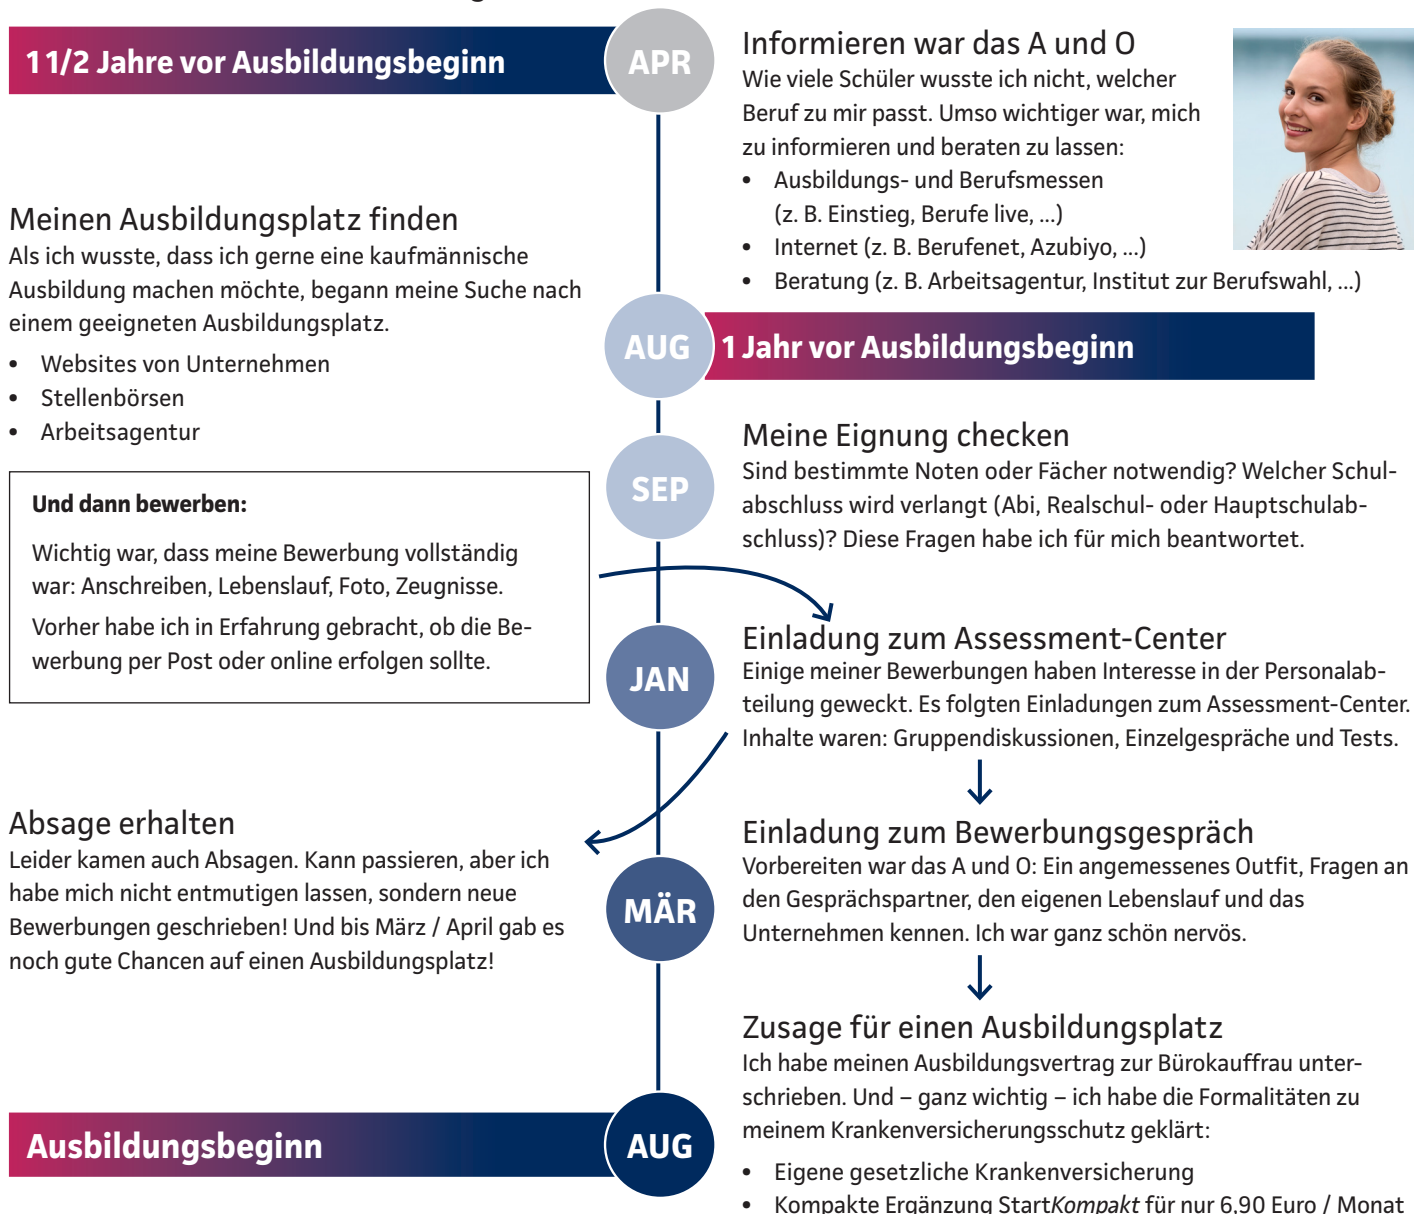 1 1/2 Jahre vor Ausbildungsbeginn
APR
Informieren war das A und O
Wie viele Schüler wusste ich nicht, welcher
Beruf zu mir passt. Umso wichtiger war, mich
zu informieren und beraten zu lassen:
• Ausbildungs- und Berufsmessen
(z. B. Einstieg, Berufe live, ...)
• Internet (z. B. Berufenet, Azubiyo, ...)
• Beratung (z. B. Arbeitsagentur, Institut zur Berufswahl, ...)
Meinen Ausbildungsplatz finden
Als ich wusste, dass ich gerne eine kaufmännische
Ausbildung machen möchte, begann meine Suche nach
einem geeigneten Ausbildungsplatz.
• Websites von Unternehmen
• Stellenbörsen
• Arbeitsagentur
AUG
1 Jahr vor Ausbildungsbeginn
SEP
Meine Eignung checken
Sind bestimmte Noten oder Fächer notwendig? Welcher Schul-
abschluss wird verlangt (Abi, Realschul- oder Hauptschulab-
schluss)? Diese Fragen habe ich für mich beantwortet.
Und dann bewerben:
Wichtig war, dass meine Bewerbung vollständig
war: Anschreiben, Lebenslauf, Foto, Zeugnisse.
Vorher habe ich in Erfahrung gebracht, ob die Be-
werbung per Post oder online erfolgen sollte.
JAN
Einladung zum Assessment-Center
Einige meiner Bewerbungen haben Interesse in der Personalab-
teilung geweckt. Es folgten Einladungen zum Assessment-Center.
Inhalte waren: Gruppendiskussionen, Einzelgespräche und Tests.
Absage erhalten
Leider kamen auch Absagen. Kann passieren, aber ich
habe mich nicht entmutigen lassen, sondern neue
Bewerbungen geschrieben! Und bis März / April gab es
noch gute Chancen auf einen Ausbildungsplatz!
MÄR
Einladung zum Bewerbungsgespräch
Vorbereiten war das A und O: Ein angemessenes Outfit, Fragen an
den Gesprächspartner, den eigenen Lebenslauf und das
Unternehmen kennen. Ich war ganz schön nervös.
Zusage für einen Ausbildungsplatz
Ich habe meinen Ausbildungsvertrag zur Bürokauffrau unter-
schrieben. Und – ganz wichtig – ich habe die Formalitäten zu
meinem Krankenversicherungsschutz geklärt:
• Eigene gesetzliche Krankenversicherung
• Kompakte Ergänzung StartKompakt für nur 6,90 Euro / Monat
Ausbildungsbeginn
AUG